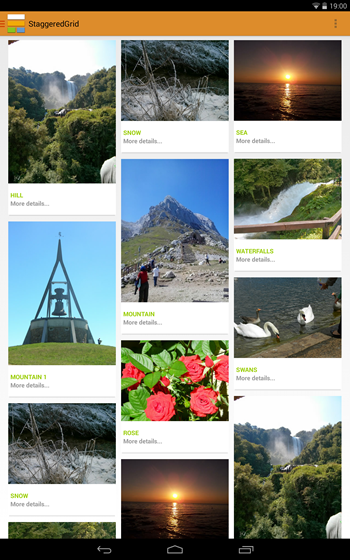 19:00
StaggeredGrid
HILL
More details...
MOUNTAIN 1
More details...
SNOW
More details...
SNOW
More details...
MOUNTAIN
More details...
ROSE
More details...
SEA
More details...
WATERFALLS
More details...
SWANS
More details...